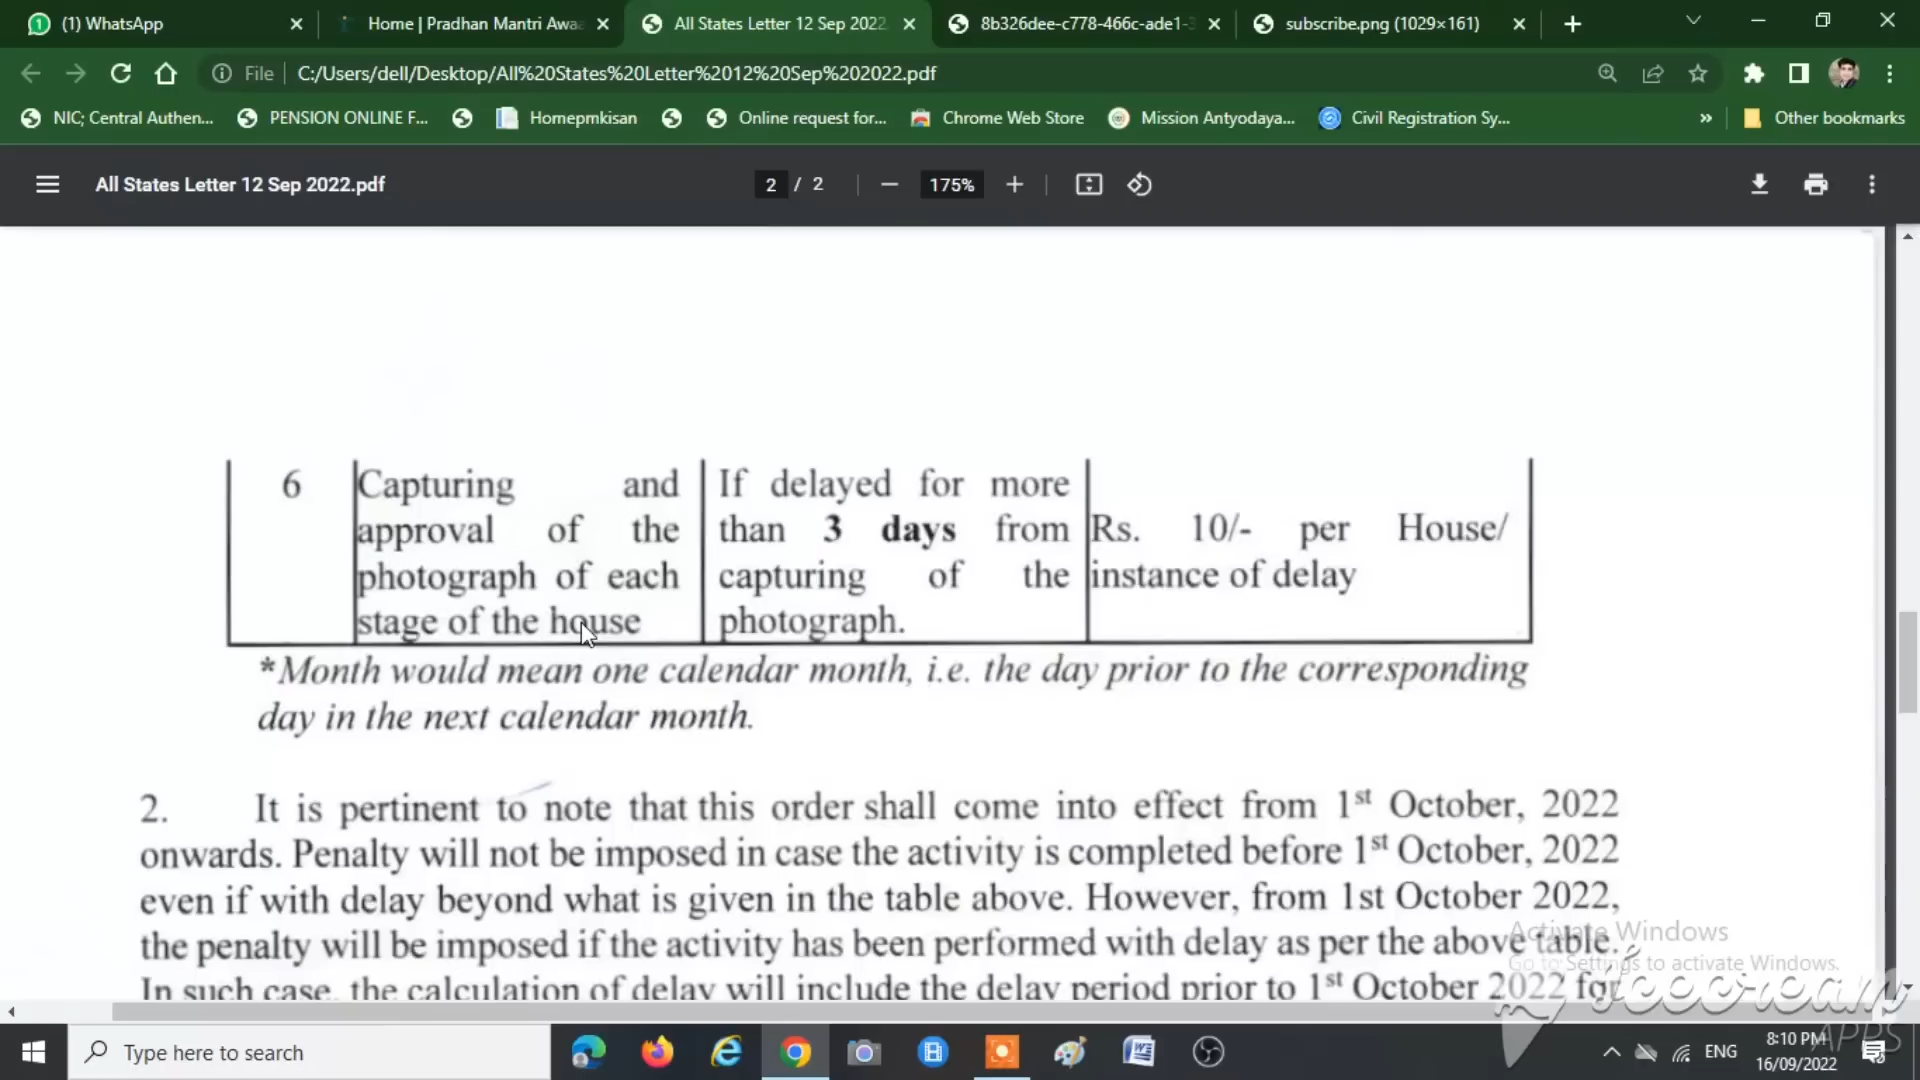 (1) WhatsApp
Home | Pradhan Mantri Awaa
All States Letter 12 Sep 2022
8b326dee-c778-466c-ade1-3
subscribe.png (1029×161)
File
C:/Users/dell/Desktop/All%20States%20Letter%2012%20Sep%202022.pdf
NIC; Central Authen...
PENSION ONLINE F...
Homepmkisan
Online request for...
Chrome Web Store
Mission Antyodaya...
Civil Registration Sy...
»
Other bookmarks
All States Letter 12 Sep 2022.pdf
2 / 2
175%
6
Capturing and
approval of the
photograph of each
stage of the house
If delayed for more
than 3 days from
capturing of the
photograph.
Rs. 10/- per House/
instance of delay
*Month would mean one calendar month, i.e. the day prior to the corresponding
day in the next calendar month.
2. It is pertinent to note that this order shall come into effect from 1st October, 2022
onwards. Penalty will not be imposed in case the activity is completed before 1st October, 2022
even if with delay beyond what is given in the table above. However, from 1st October 2022,
the penalty will be imposed if the activity has been performed with delay as per the above table.
In such case, the calculation of delay will include the delay period prior to 1st October 2022 for
Activate Windows
Go to Settings to activate Windows.
Icecream
APPS
Type here to search
ENG
8:10 PM
16/09/2022